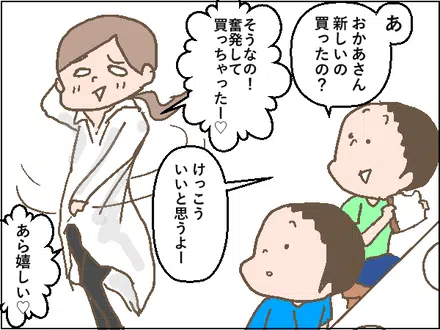 あ
おかあさん
新しいの
買ったの？
そうなの！
奮発して
買っちゃったー♡
けっこう
いいと思うよー
あら嬉しい♡